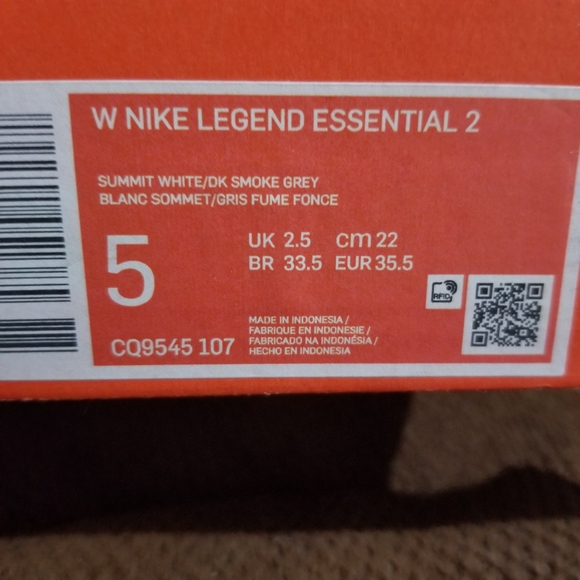 W NIKE LEGEND ESSENTIAL 2
SUMMIT WHITE/DK SMOKE GREY
BLANC SOMMET/GRIS FUME FONCE
5
UK 2.5 cm 22
BR 33.5 EUR 35.5
RFID
MADE IN INDONESIA /
FABRIQUE EN INDONESIE /
FABRICADO NA INDONÉSIA /
HECHO EN INDONESIA
CQ9545 107